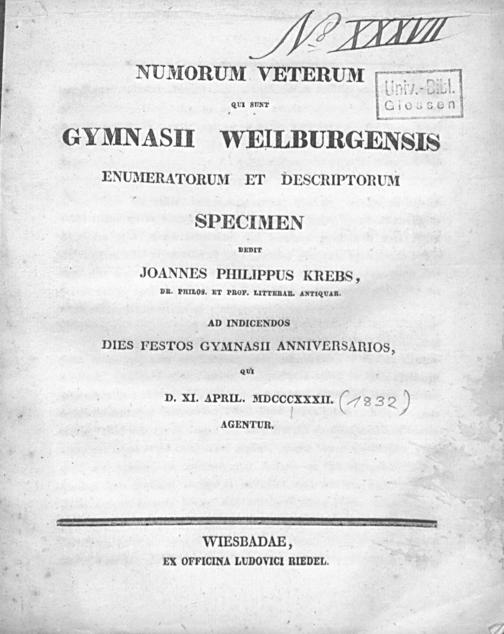 No 8 XXXVII
NUMORUM VETERUM
Univ.-Bibl.
Giessen
QUI SUNT
GYMNASII WEILBURGENSIS
ENUMERATORUM ET DESCRIPTORUM
SPECIMEN
DEDIT
JOANNES PHILIPPUS KREBS,
DR. PHILOS. ET PROF. LITTERAR. ANTIQUAR.
AD INDICENDOS
DIES FESTOS GYMNASII ANNIVERSARIOS,
QUI
D. XI. APRIL. MDCCCXXXII. (1832)
AGENTUR.
WIESBADAE,
EX OFFICINA LUDOVICI RIEDEL.